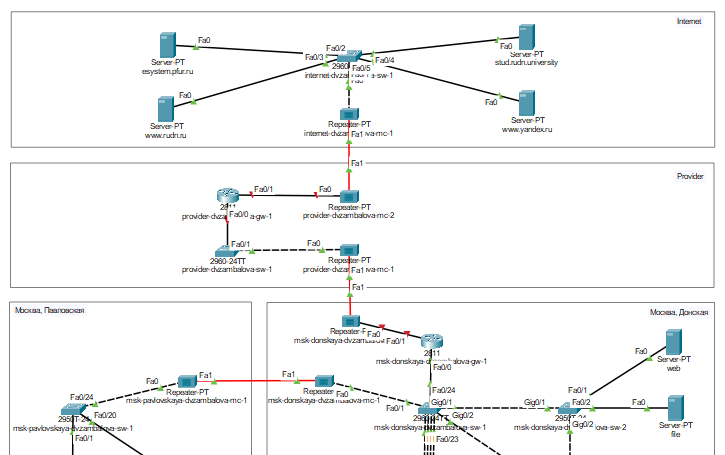 Internet
Fa0
Server-PT
esystem.pfur.ru
Fa0/2
Fa0/3
Fa0/4
Fa0/5
Fa0
Server-PT
stud.rudn.university
Fa0
Server-PT
www.rudn.ru
Fa0
Server-PT
www.yandex.ru
Repeater-PT
Fa1
Provider
Fa1
Fa0/1
Fa0
Repeater-PT
provider-dvzambalova-mc-2
Fa0/0
Fa0/1
Fa0
2960-24TT
provider-dvzambalova-sw-1
Repeater-PT
Fa1
Москва, Павловская
Fa1
Москва, Донская
Fa0
Fa0/1
2811
Fa0/0
Server-PT
web
Fa0
Fa0/24
Fa0
Fa1
Repeater-PT
msk-pavlovskaya-dvzambalova-mc-1
Fa1
Repeater
msk-donskaya-dvzambalova-mc-1
Fa0
Fa0/24
Fa0/1
Gig0/1
Gig0/1
Fa0/1
Fa0/2
Fa0
Server-PT
file
Fa0/20
msk-pavlovskaya-dvzambalova-sw-1
Fa0/1
Gig0/2
msk-donskaya-dvzambalova-sw-1
Fa0/23
Gig0/2